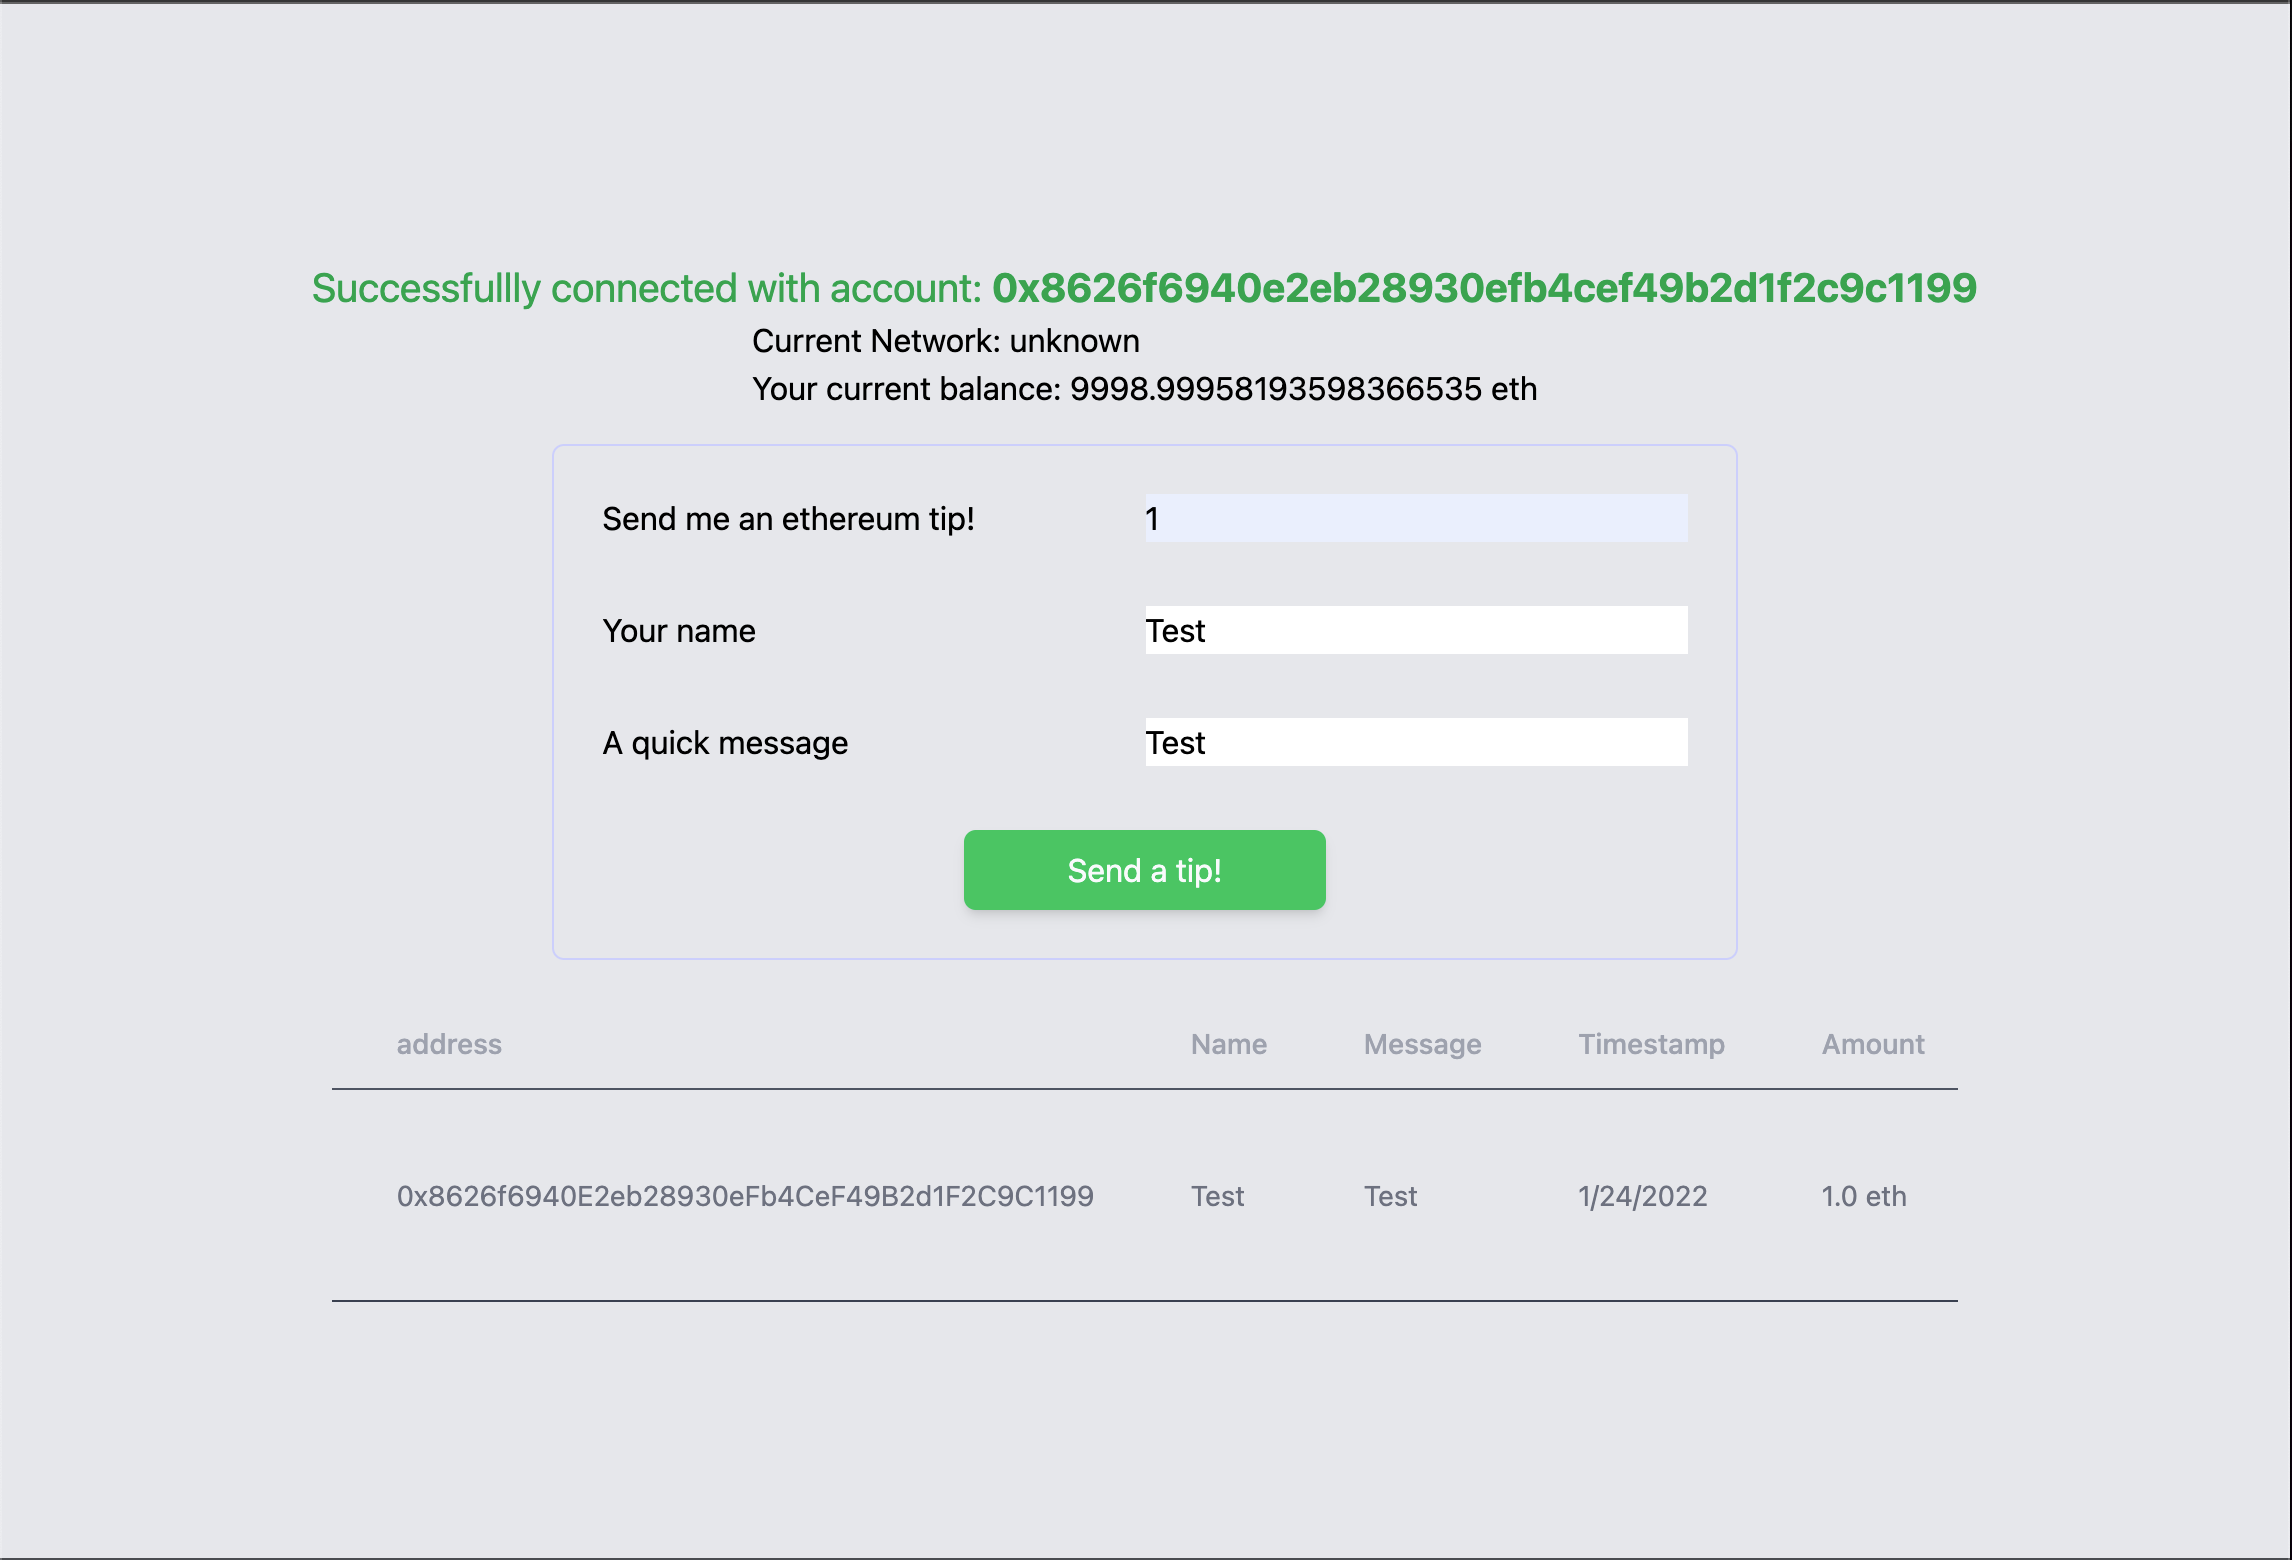 Successfullly connected with account: 0x8626f6940e2eb28930efb4cef49b2d1f2c9c1199
Current Network: unknown
Your current balance: 9998.99958193598366535 eth
Send me an ethereum tip! 1
Your name Test
A quick message Test
Send a tip!
address Name Message Timestamp Amount
0x8626f6940E2eb28930eFb4CeF49B2d1F2C9C1199 Test Test 1/24/2022 1.0 eth